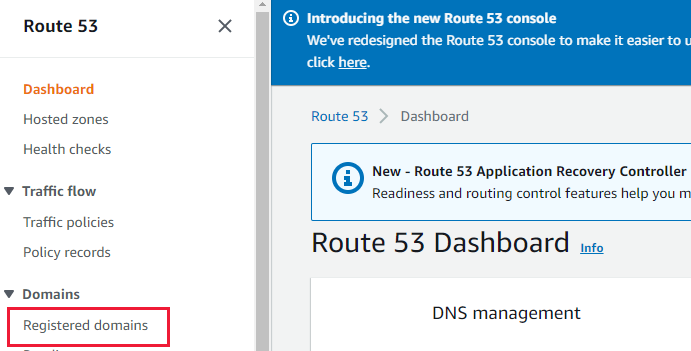 Route 53
Dashboard
Hosted zones
Health checks
Traffic flow
Traffic policies
Policy records
Domains
Registered domains
Introducing the new Route 53 console
We've redesigned the Route 53 console to make it easier to u
click here.
Route 53 > Dashboard
New - Route 53 Application Recovery Controller
Readiness and routing control features help you m
Route 53 Dashboard Info
DNS management